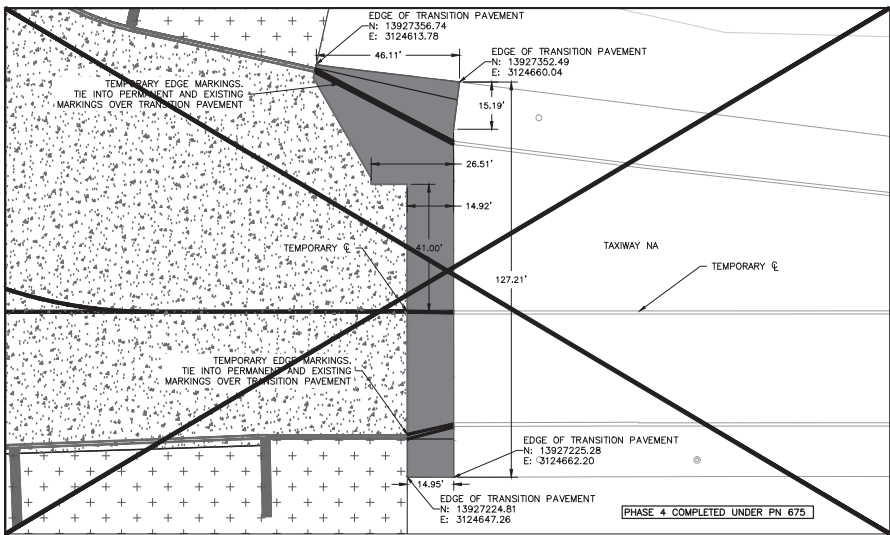 EDGE OF TRANSITION PAVEMENT
N: 13927356.74
E: 3124613.78
46.11'
EDGE OF TRANSITION PAVEMENT
N: 13927352.49
E: 3124660.04
TEMPORARY EDGE MARKINGS.
TIE INTO PERMANENT AND EXISTING
MARKINGS OVER TRANSITION PAVEMENT
15.19'
26.51'
14.92'
41.00'
TEMPORARY ℄
TAXIWAY NA
TEMPORARY ℄
127.21'
TEMPORARY EDGE MARKINGS.
TIE INTO PERMANENT AND EXISTING
MARKINGS OVER TRANSITION PAVEMENT
EDGE OF TRANSITION PAVEMENT
N: 13927225.28
E: 3124662.20
14.95'
EDGE OF TRANSITION PAVEMENT
N: 13927224.81
E: 3124647.26
PHASE 4 COMPLETED UNDER PN 675